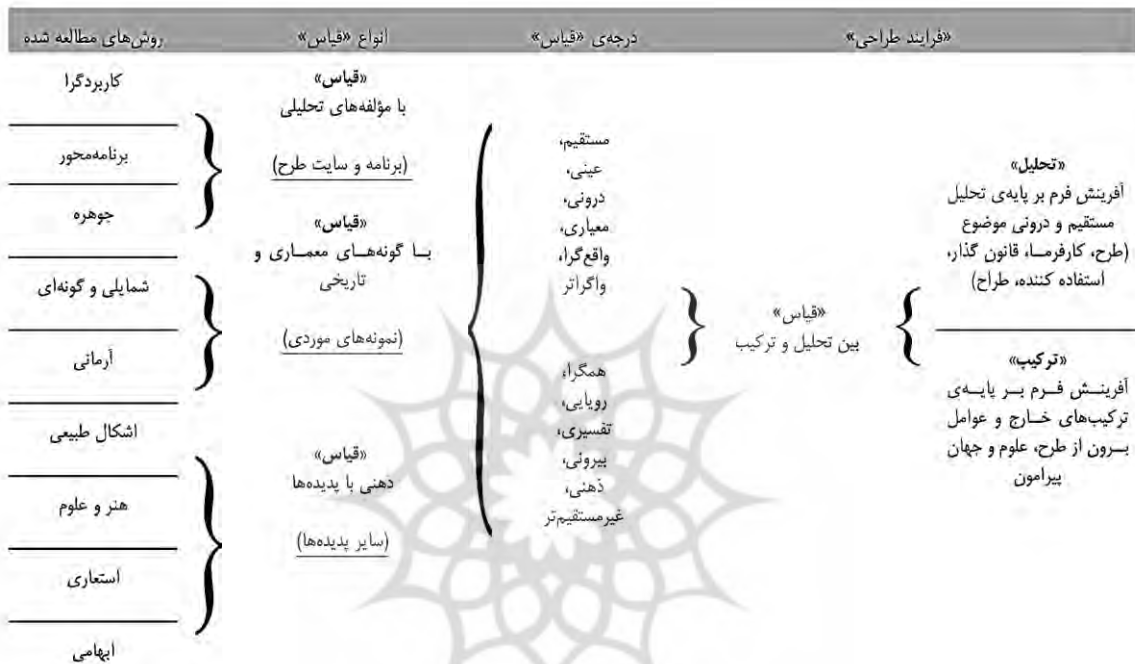 «فرایند طراحی»
درجه‌ی «قیاس»
انواع «قیاس»
روش‌های مطالعه شده
«تحلیل»
آفرینش فرم بر پایه‌ی تحلیل
مستقیم و درونی موضوع
(طرح، کارفرما، قانون گذار،
استفاده کننده، طراح)
«ترکیب»
آفرینش فرم بر پایه‌ی
ترکیب‌های خارج و عوامل
برون از طرح، علوم و جهان
پیرامون
«قیاس»
بین تحلیل و ترکیب
مستقیم،
عینی،
درونی،
معیاری،
واقع‌گرا،
واگراتر
همگرا،
رویایی،
تفسیری،
بیرونی،
ذهنی،
غیرمستقیم‌تر
«قیاس»
با مؤلفه‌های تحلیلی
(برنامه و سایت طرح)
«قیاس»
با گونه‌های معماری و
تاریخی
(نمونه‌های موردی)
«قیاس»
ذهنی با پدیده‌ها
(سایر پدیده‌ها)
کاربردگرا
برنامه‌محور
جوهره
شمایلی و گونه‌ای
آرمانی
اشکال طبیعی
هنر و علوم
استعاری
ابهامی